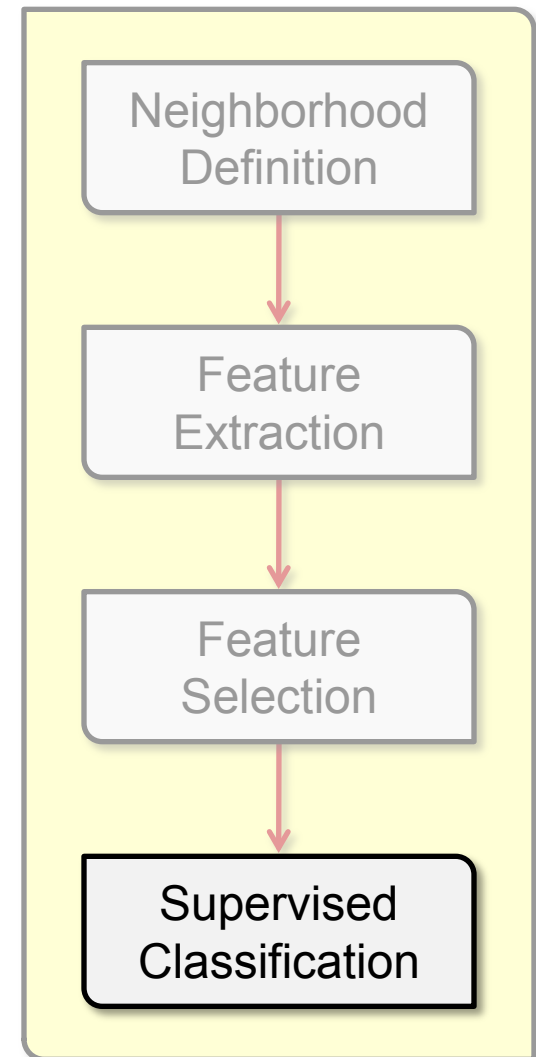 Neighborhood
Definition
Feature
Extraction
Feature
Selection
Supervised
Classification